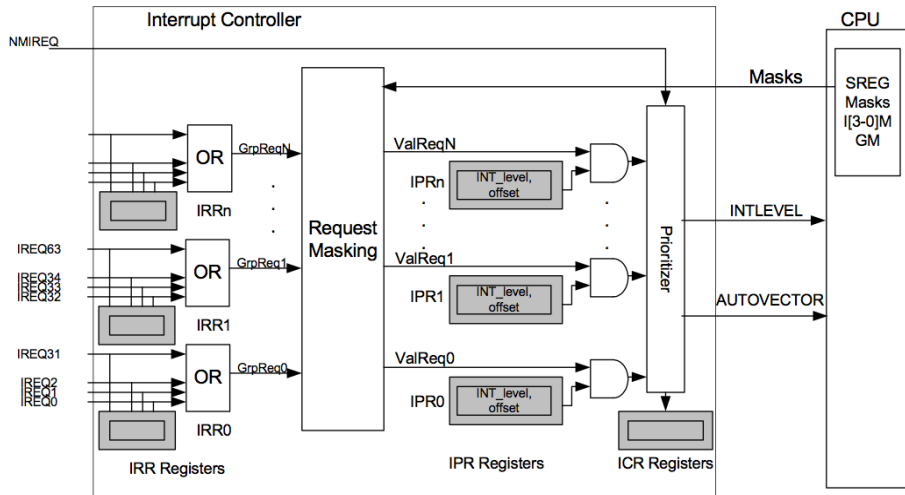 Interrupt Controller
CPU
NMIREQ
Masks
SREG
Masks
I[3-0]M
GM
OR
GrpReqN
ValReqN
INT_level,
offset
IRRn
IPRn
Request
Masking
Prioritizer
INTLEVEL
IREQ63
IREQ34
IREQ33
IREQ32
OR
GrpReq1
ValReq1
INT_level,
offset
IRR1
IPR1
AUTOVECTOR
IREQ31
IREQ2
IREQ1
IREQ0
OR
GrpReq0
ValReq0
INT_level,
offset
IRR0
IPR0
IRR Registers
IPR Registers
ICR Registers